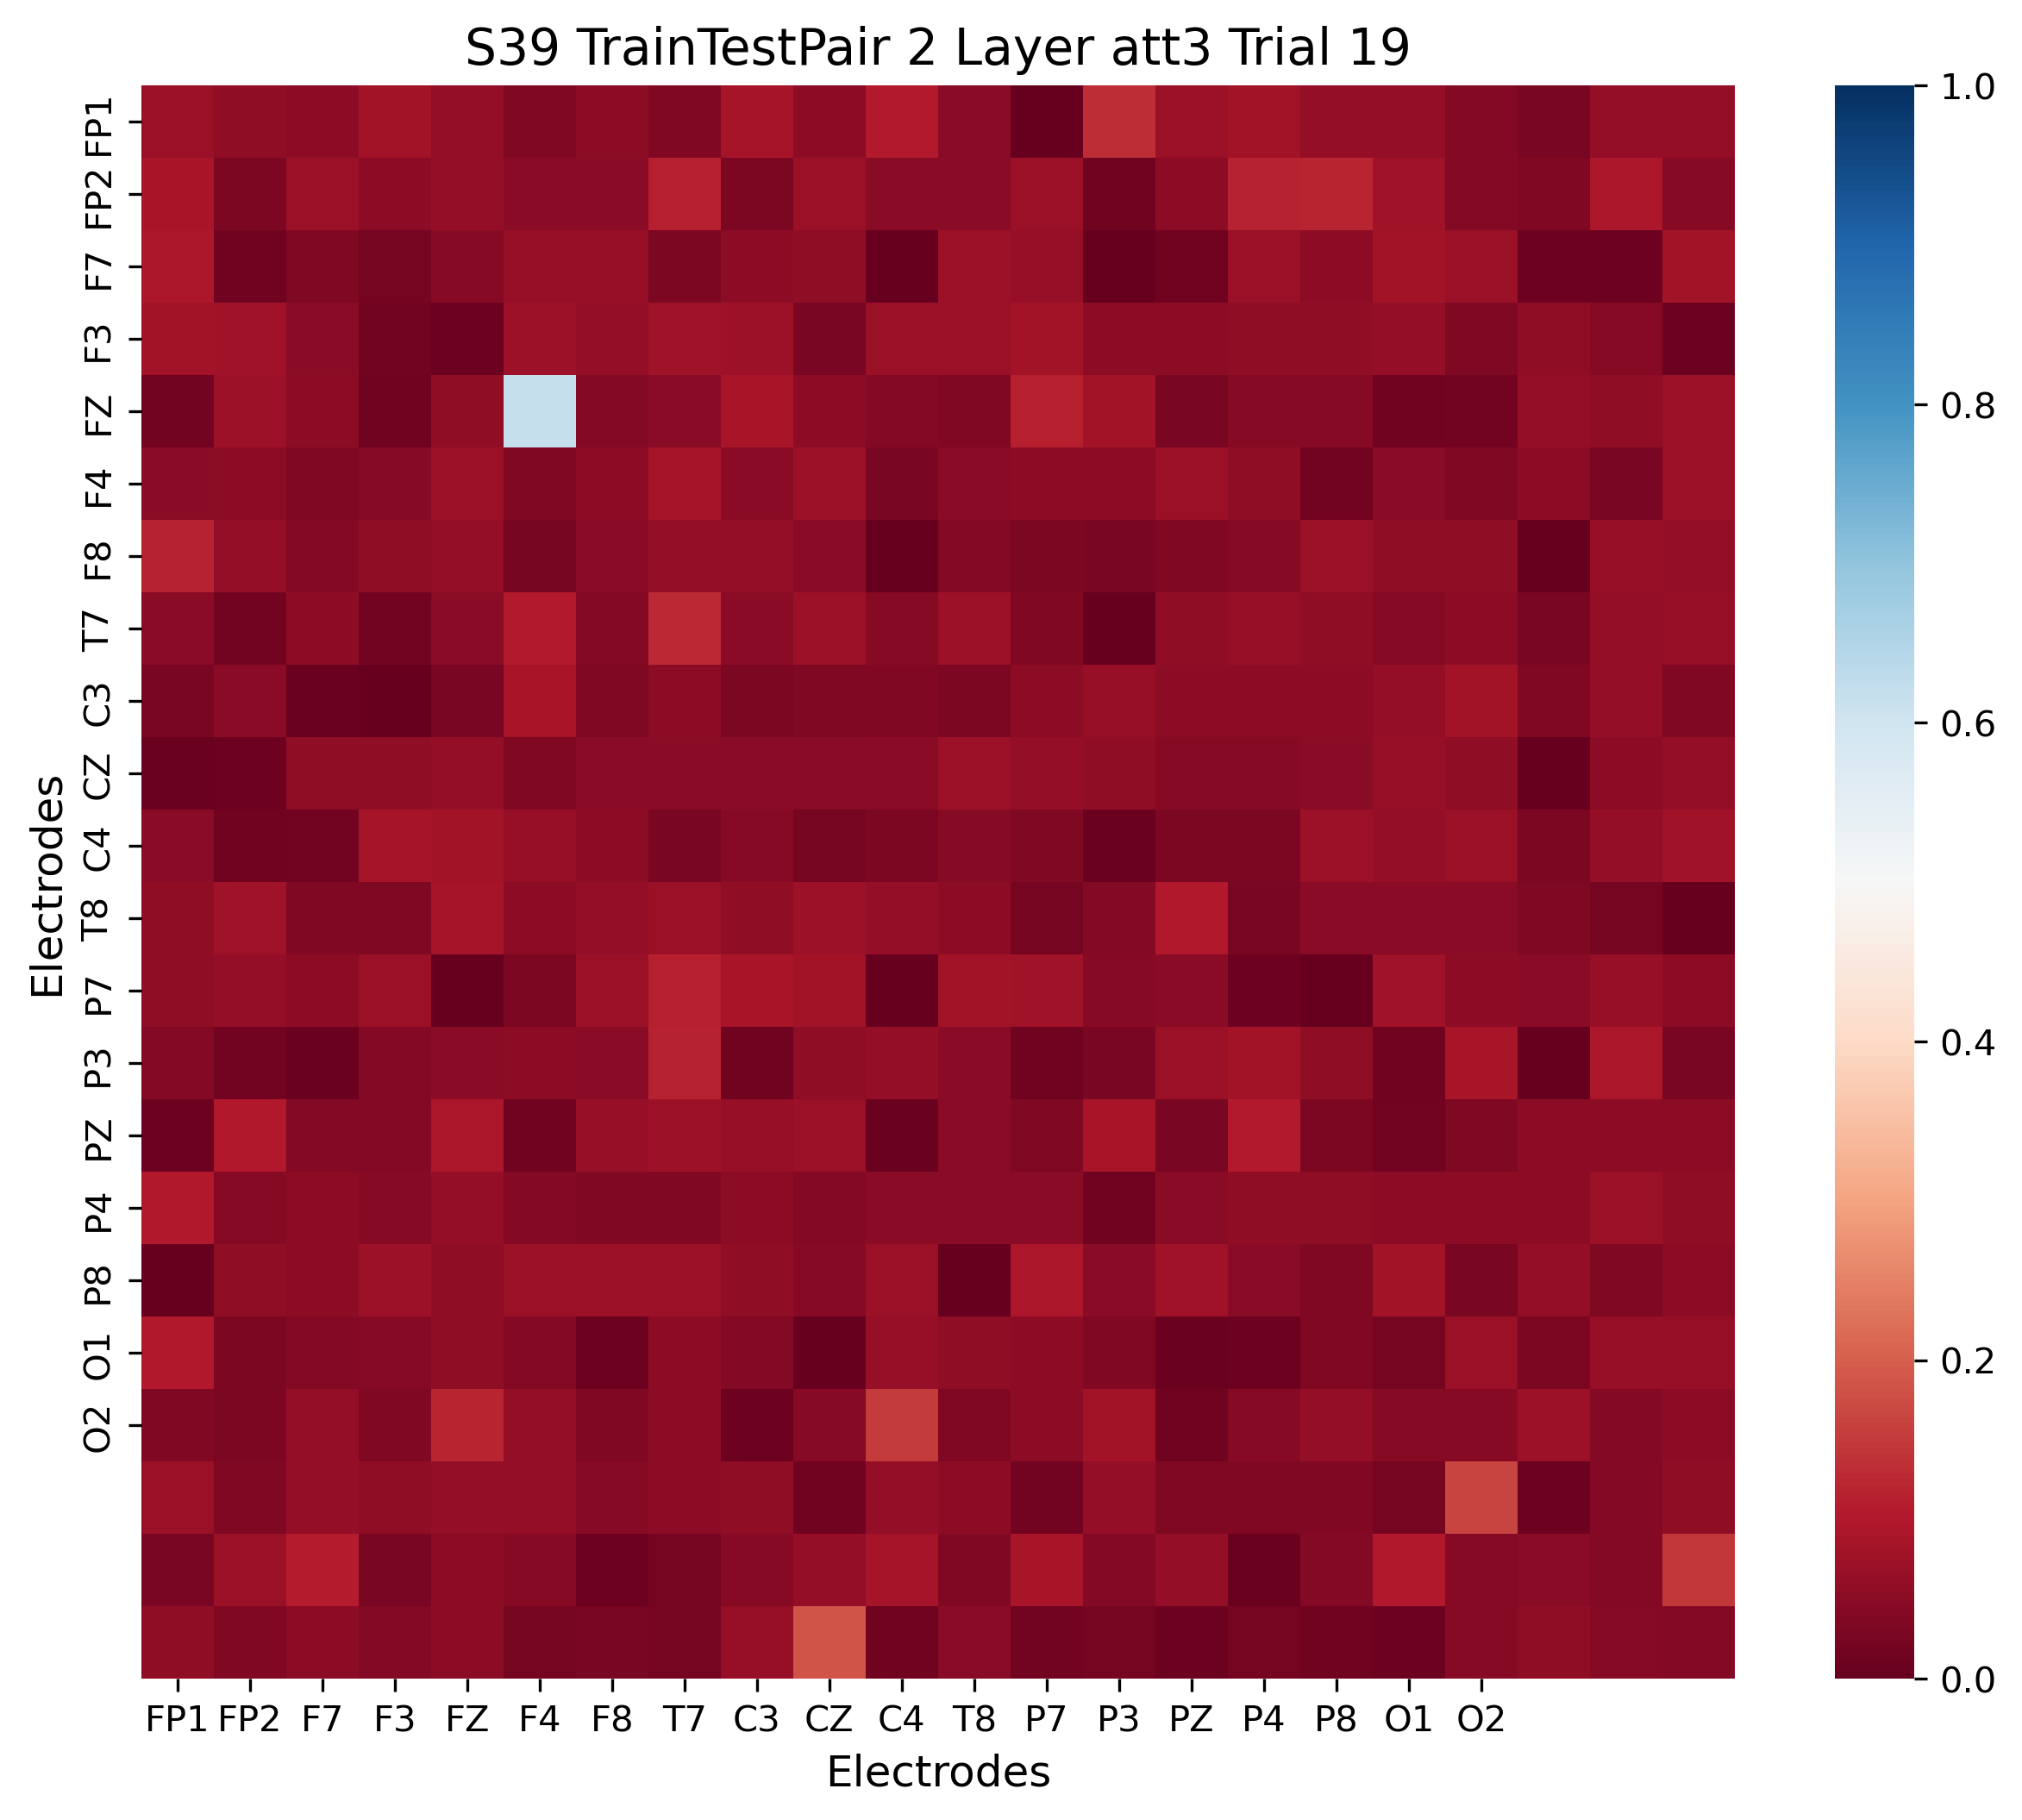 S39 TrainTestPair 2 Layer att3 Trial 19
Electrodes
FP1
FP2
F7
F3
FZ
F4
F8
T7
C3
CZ
C4
T8
P7
P3
PZ
P4
P8
O1
O2
FP1 FP2 F7 F3 FZ F4 F8 T7 C3 CZ C4 T8 P7 P3 PZ P4 P8 O1 O2
Electrodes
1.0
0.8
0.6
0.4
0.2
0.0